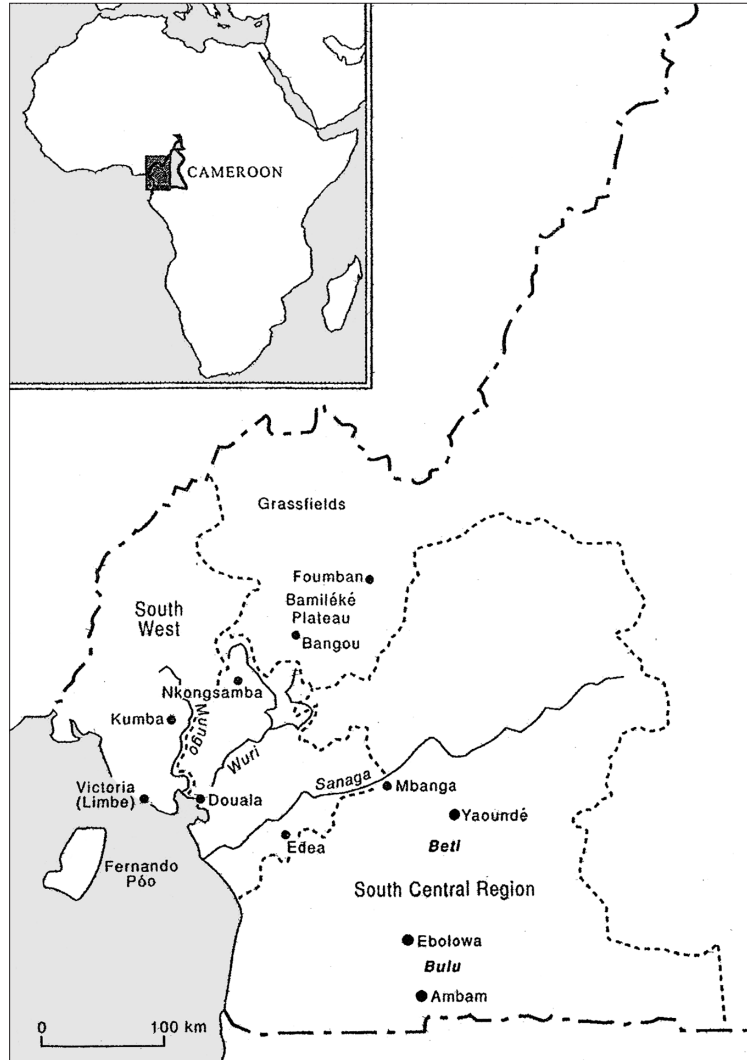 CAMEROON
Grassfields
Foumban
Bamiléké
Plateau
Bangou
South
West
Nkongsamba
Kumba
Mungo
Wuri
Sanaga
Mbanga
Victoria
(Limbe)
Douala
Yaoundé
Edea
Beti
Fernando
Póo
South Central Region
Ebolowa
Bulu
Ambam
0 100 km